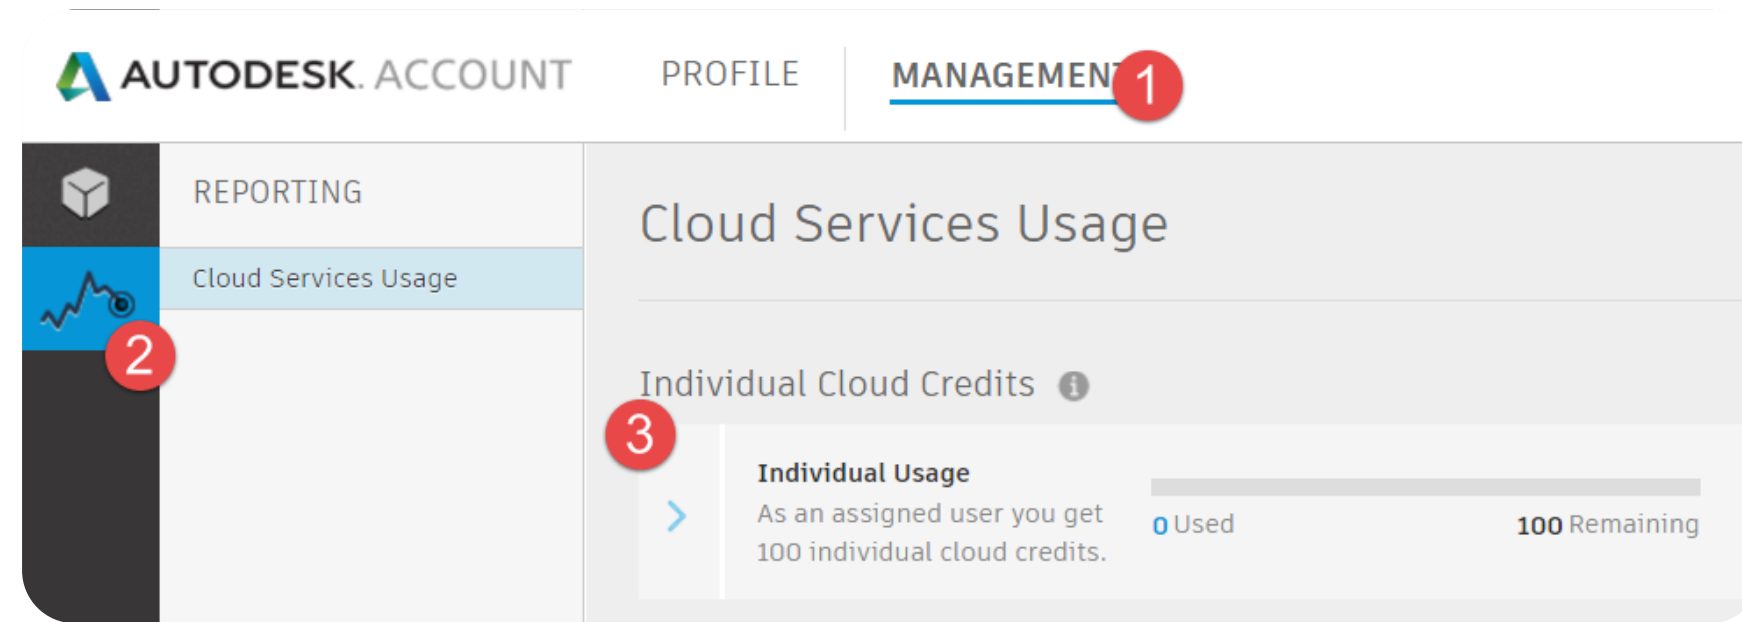 AUTODESK. ACCOUNT
PROFILE
MANAGEMENT
1
REPORTING
Cloud Services Usage
2
Cloud Services Usage
Individual Cloud Credits
3
Individual Usage
As an assigned user you get
100 individual cloud credits.
0 Used
100 Remaining